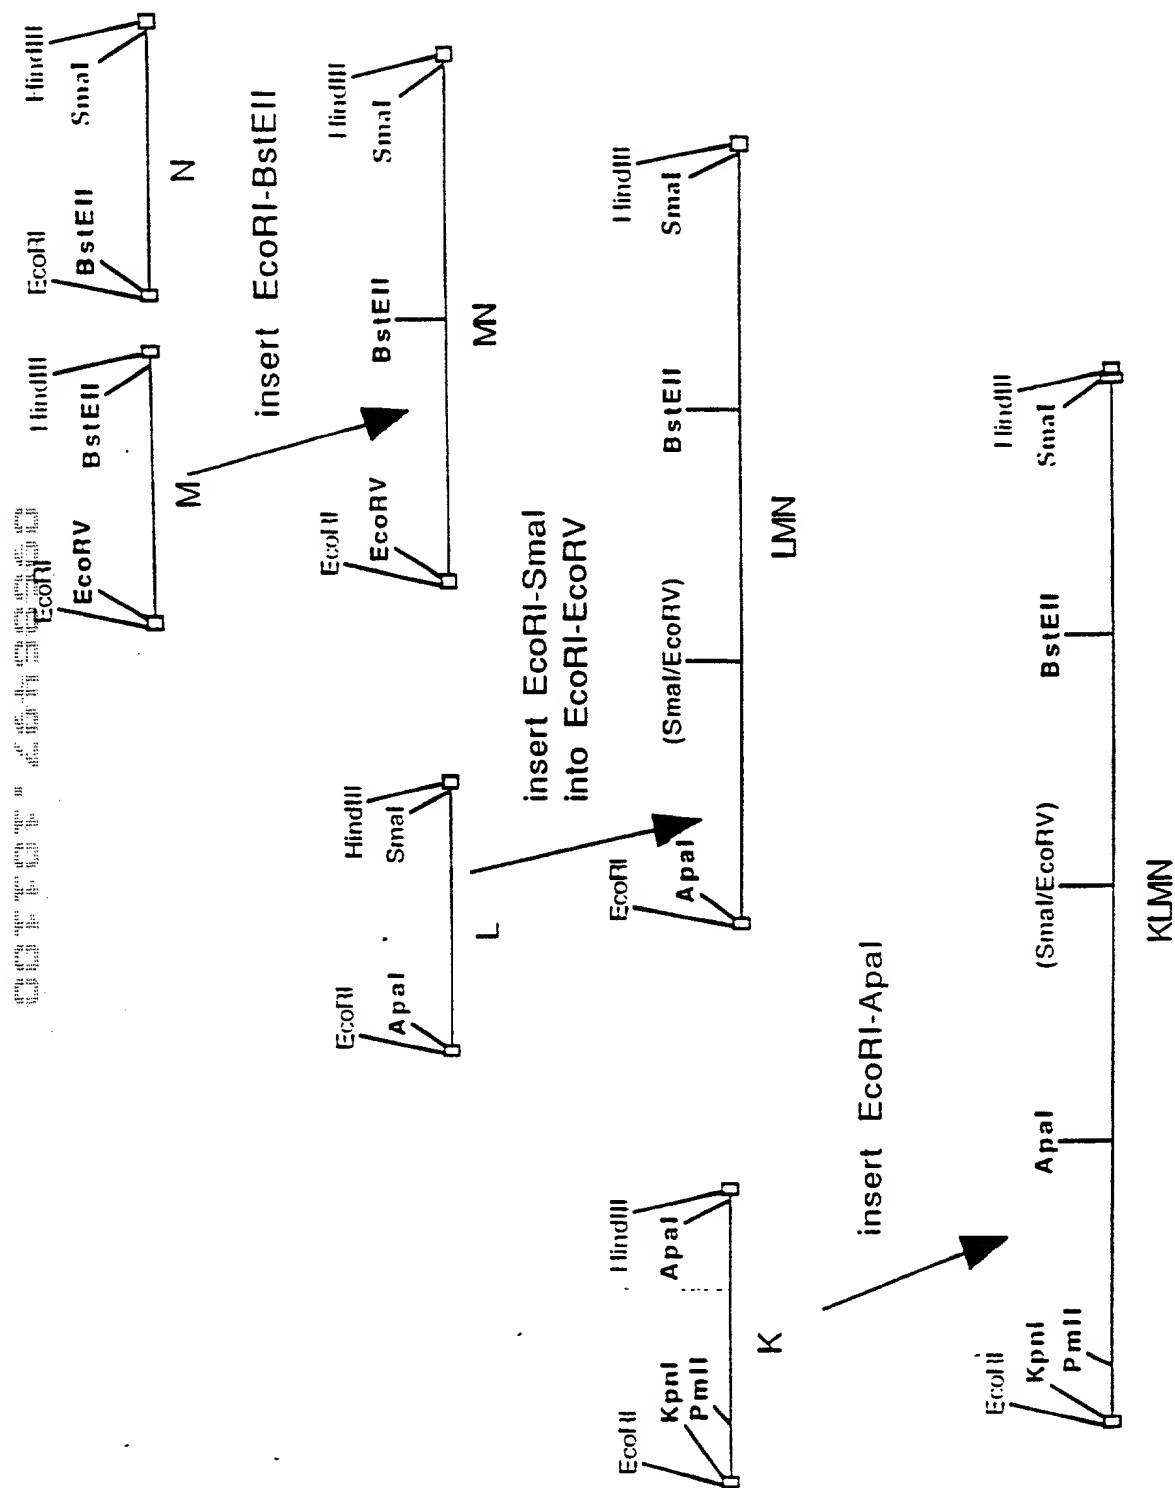 EcoRI
EcoRV
HindIII
BstEII
M
EcoRI
BstEII
HindIII
SmaI
N
insert EcoRI-BstEII
EcoRI
EcoRV
BstEII
HindIII
SmaI
MN
EcoRI
ApaI
HindIII
SmaI
L
insert EcoRI-SmaI
into EcoRI-EcoRV
EcoRI
ApaI
(SmaI/EcoRV)
BstEII
HindIII
SmaI
LMN
EcoRI
KpnI
PmlI
HindIII
ApaI
K
insert EcoRI-ApaI
EcoRI
KpnI
PmlI
ApaI
(SmaI/EcoRV)
BstEII
HindIII
SmaI
KLMN